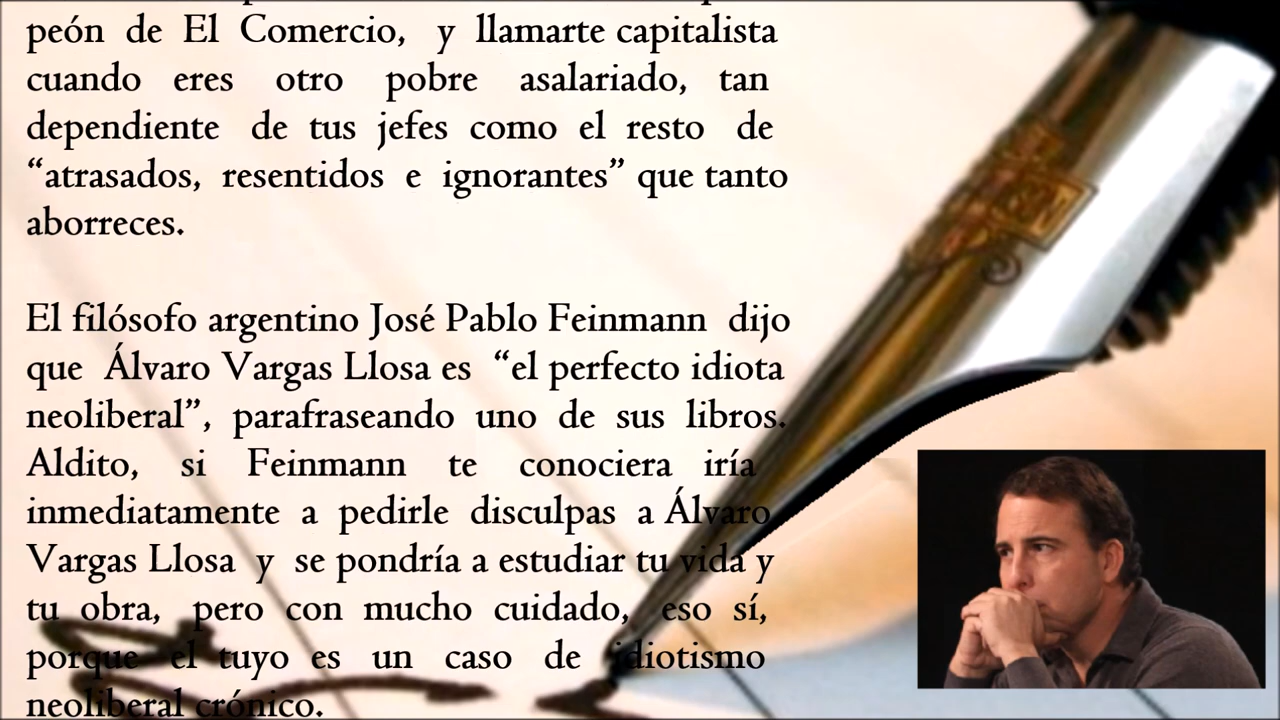 peón de El Comercio, y llamarte capitalista
cuando eres otro pobre asalariado, tan
dependiente de tus jefes como el resto de
“atrasados, resentidos e ignorantes” que tanto
aborreces.
El filósofo argentino José Pablo Feinmann dijo
que Álvaro Vargas Llosa es “el perfecto idiota
neoliberal”, parafraseando uno de sus libros.
Aldito, si Feinmann te conociera iría
inmediatamente a pedirle disculpas a Álvaro
Vargas Llosa y se pondría a estudiar tu vida y
tu obra, pero con mucho cuidado, eso sí,
porque el tuyo es un caso de idiotismo
neoliberal crónico.